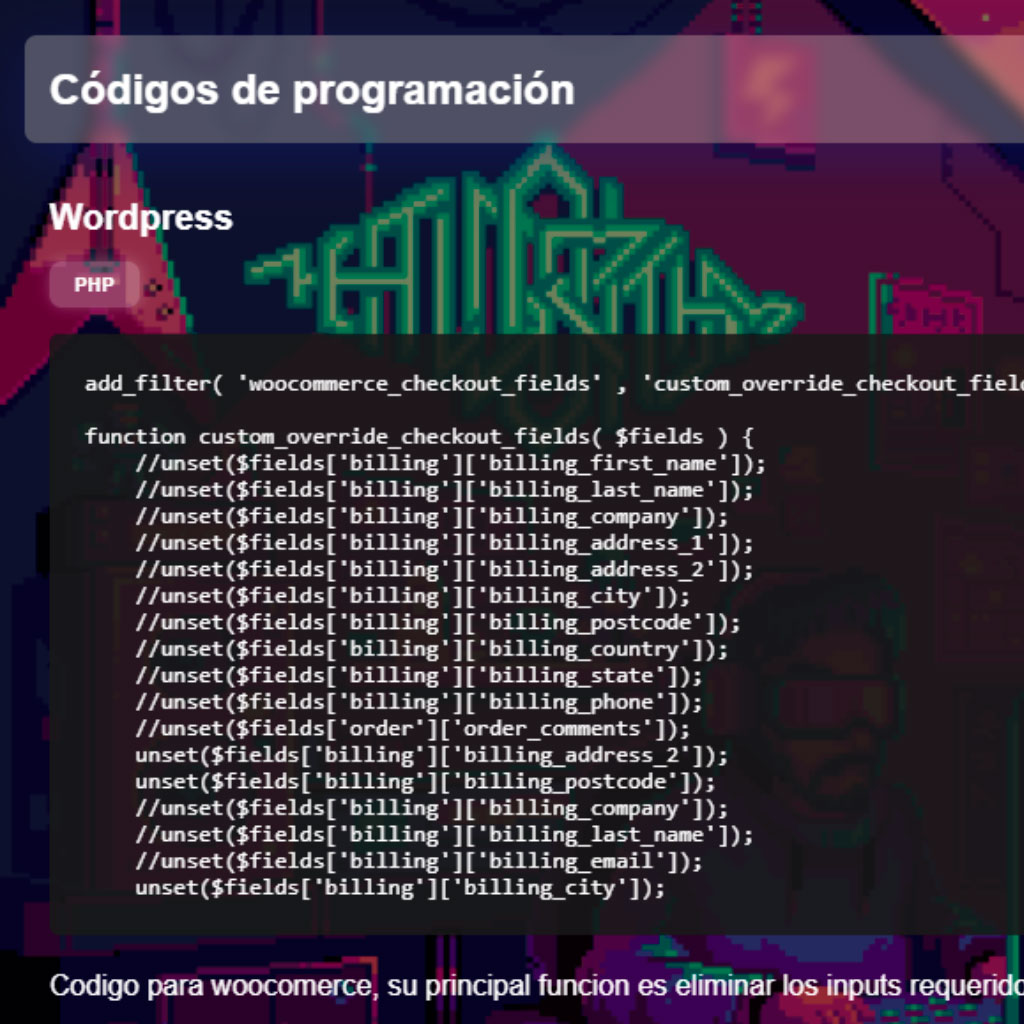 Códigos de programación
Wordpress
PHP
add_filter( 'woocommerce_checkout_fields' , 'custom_override_checkout_field
function custom_override_checkout_fields( $fields ) {
    //unset($fields['billing']['billing_first_name']);
    //unset($fields['billing']['billing_last_name']);
    //unset($fields['billing']['billing_company']);
    //unset($fields['billing']['billing_address_1']);
    //unset($fields['billing']['billing_address_2']);
    //unset($fields['billing']['billing_city']);
    //unset($fields['billing']['billing_postcode']);
    //unset($fields['billing']['billing_country']);
    //unset($fields['billing']['billing_state']);
    //unset($fields['billing']['billing_phone']);
    //unset($fields['order']['order_comments']);
    unset($fields['billing']['billing_address_2']);
    unset($fields['billing']['billing_postcode']);
    //unset($fields['billing']['billing_company']);
    //unset($fields['billing']['billing_last_name']);
    //unset($fields['billing']['billing_email']);
    unset($fields['billing']['billing_city']);
Codigo para woocomerce, su principal funcion es eliminar los inputs requerido